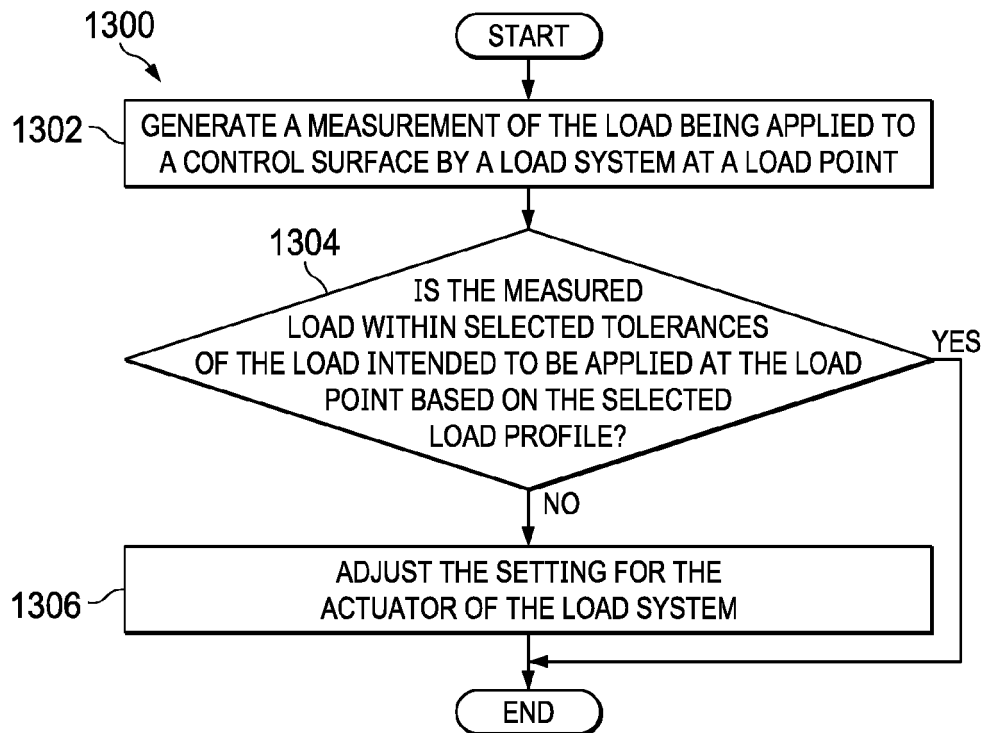 1300
START
1302
GENERATE A MEASUREMENT OF THE LOAD BEING APPLIED TO
A CONTROL SURFACE BY A LOAD SYSTEM AT A LOAD POINT
1304
IS THE MEASURED
LOAD WITHIN SELECTED TOLERANCES
OF THE LOAD INTENDED TO BE APPLIED AT THE LOAD
POINT BASED ON THE SELECTED
LOAD PROFILE?
YES
NO
1306
ADJUST THE SETTING FOR THE
ACTUATOR OF THE LOAD SYSTEM
END